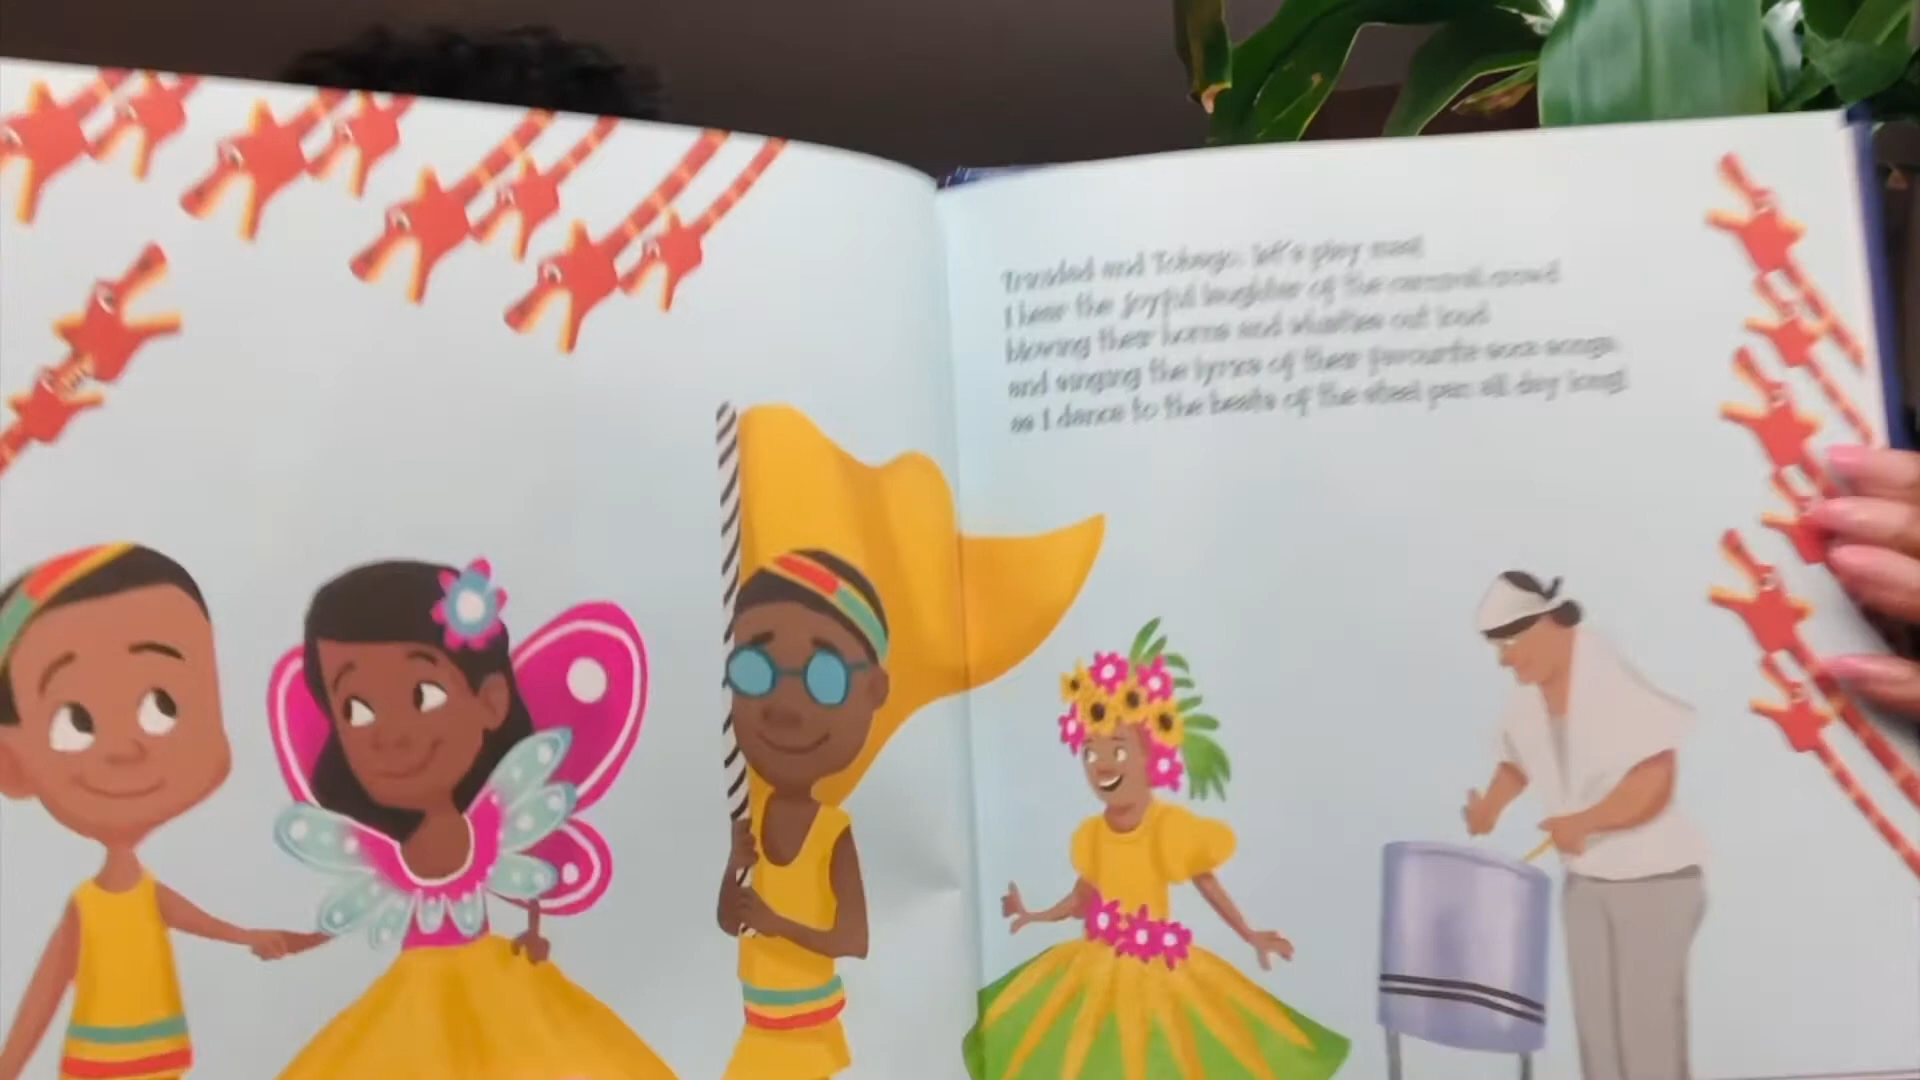 Trinidad and Tobago, let's play mas!
I hear the joyful laughter of the carnival crowd
blowing their horns and whistles out loud
and singing the lyrics of their favourite soca songs
as I dance to the beats of the steel pan all day long!